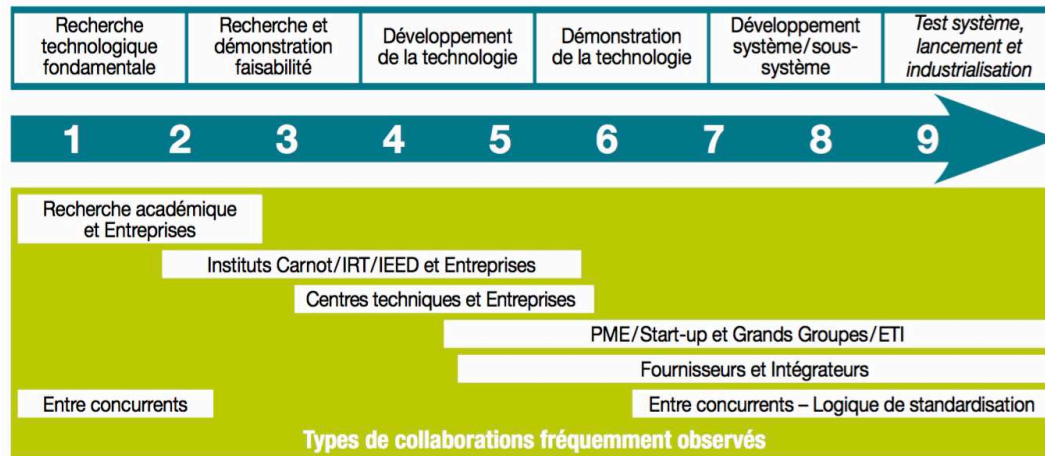 Recherche technologique fondamentale
Recherche et démonstration faisabilité
Développement de la technologie
Démonstration de la technologie
Développement système/sous-système
Test système, lancement et industrialisation
1 2 3 4 5 6 7 8 9
Recherche académique
et Entreprises
Instituts Carnot/IRT/IEED et Entreprises
Centres techniques et Entreprises
PME/Start-up et Grands Groupes/ETI
Fournisseurs et Intégrateurs
Entre concurrents
Entre concurrents – Logique de standardisation
Types de collaborations fréquemment observés